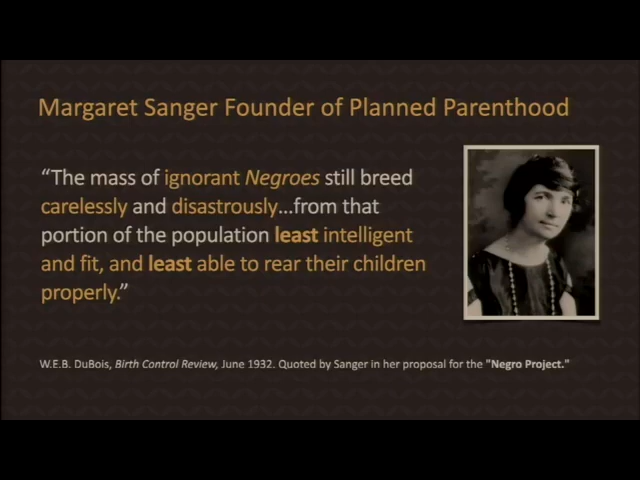 Margaret Sanger Founder of Planned Parenthood
“The mass of ignorant Negroes still breed
carelessly and disastrously...from that
portion of the population least intelligent
and fit, and least able to rear their children
properly.”
W.E.B. DuBois, Birth Control Review, June 1932. Quoted by Sanger in her proposal for the "Negro Project."